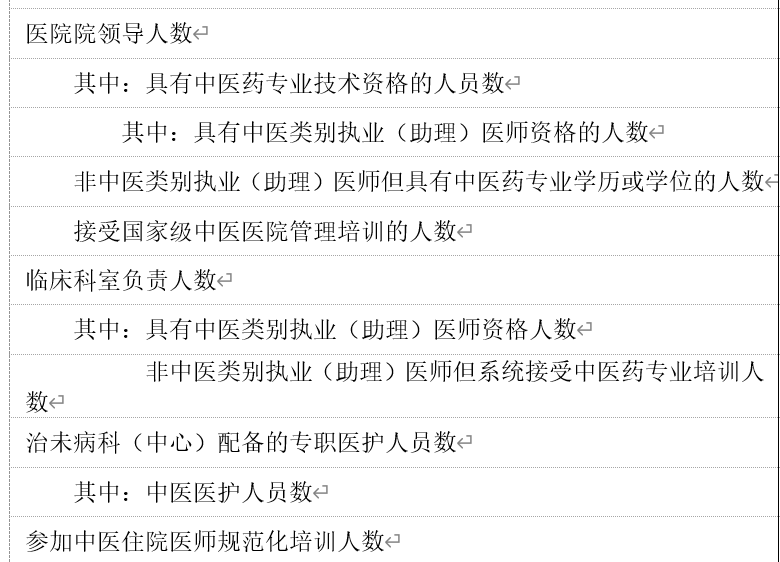 医院院领导人数
其中：具有中医药专业技术资格的人员数
其中：具有中医类别执业（助理）医师资格的人数
非中医类别执业（助理）医师但具有中医药专业学历或学位的人数
接受国家级中医医院管理培训的人数
临床科室负责人数
其中：具有中医类别执业（助理）医师资格人数
非中医类别执业（助理）医师但系统接受中医药专业培训人
数
治未病科（中心）配备的专职医护人员数
其中：中医医护人员数
参加中医住院医师规范化培训人数